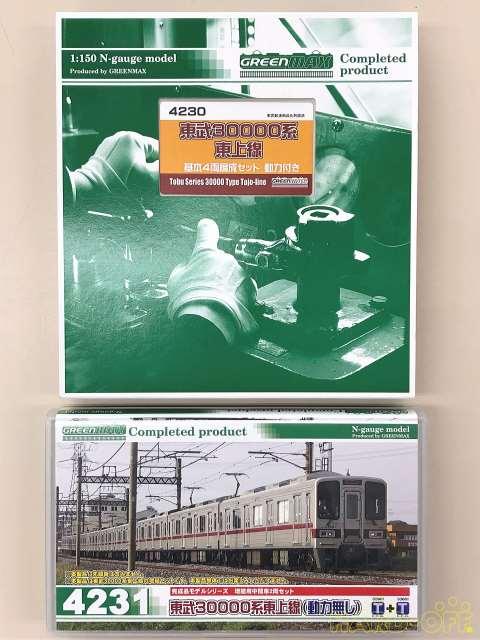 1:150 N-gauge model
Produced by GREENMAX
GREENMAX
Completed
product
4230
東武30000系
東上線
基本4両編成セット 動力付き
Tobu Series 30000 Type Tojo-line
GREENMAX
GREENMAX
Completed product
N-gauge model
Produced by GREENMAX
4231
完成品モデルシリーズ 増結用中間車2両セット
東武30000系東上線(動力無し)
T+T